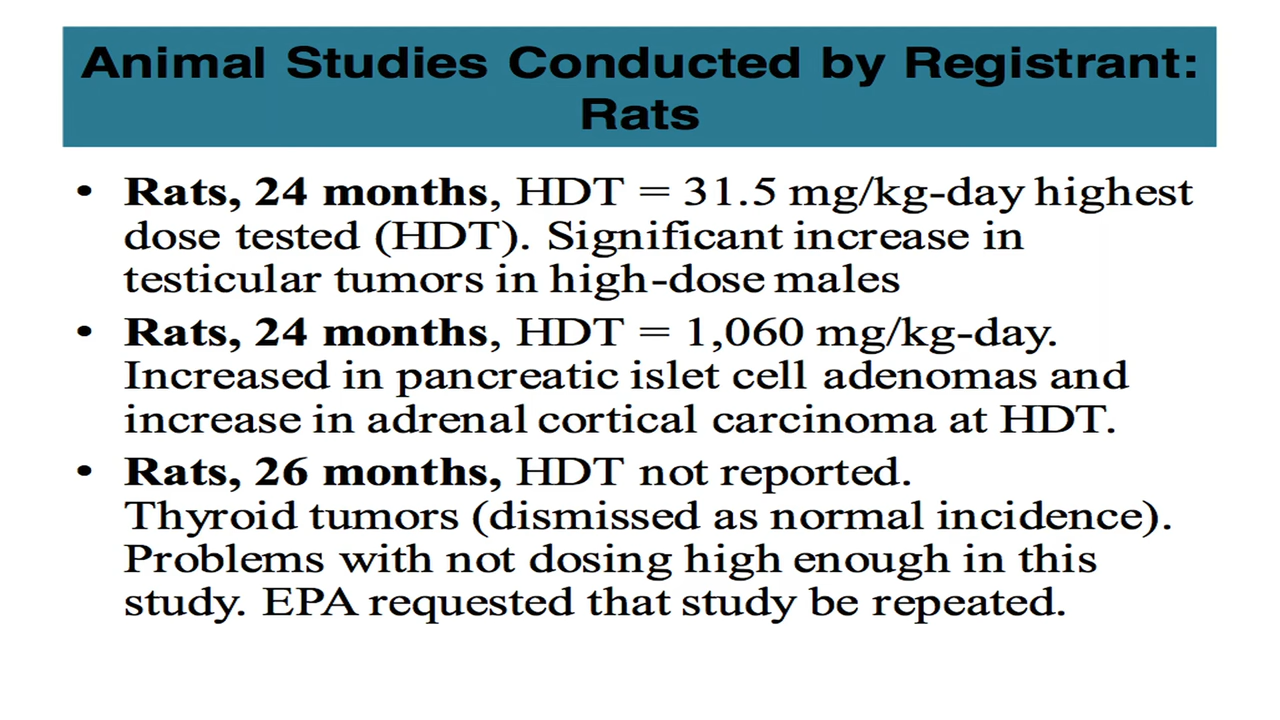 Animal Studies Conducted by Registrant:
Rats
• Rats, 24 months, HDT = 31.5 mg/kg-day highest
dose tested (HDT). Significant increase in
testicular tumors in high-dose males
• Rats, 24 months, HDT = 1,060 mg/kg-day.
Increased in pancreatic islet cell adenomas and
increase in adrenal cortical carcinoma at HDT.
• Rats, 26 months, HDT not reported.
Thyroid tumors (dismissed as normal incidence).
Problems with not dosing high enough in this
study. EPA requested that study be repeated.